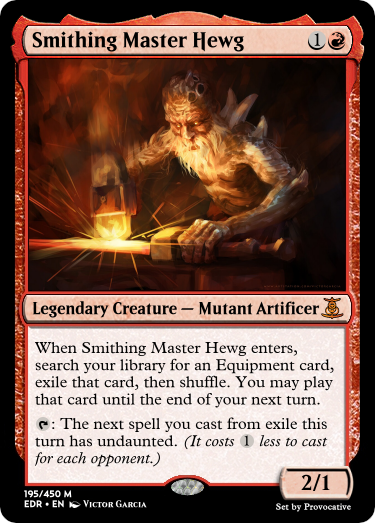 Smithing Master Hewg 1
Legendary Creature — Mutant Artificer
When Smithing Master Hewg enters,
search your library for an Equipment card,
exile that card, then shuffle. You may play
that card until the end of your next turn.
: The next spell you cast from exile this
turn has undaunted. (It costs 1 less to cast
for each opponent.)
2/1
195/450 M
EDR • EN Victor Garcia
Set by Provocative